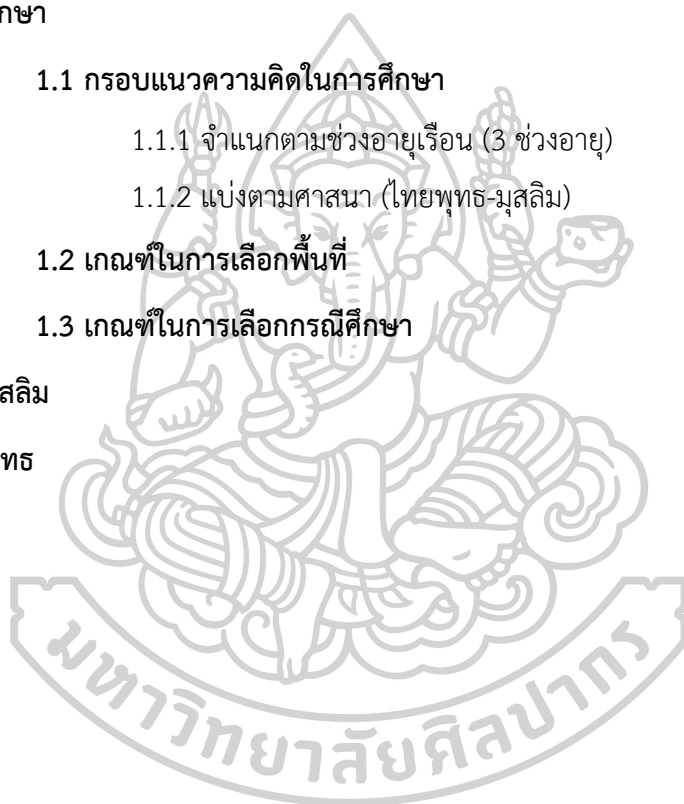 กษา
1.1 กรอบแนวความคิดในการศึกษา
1.1.1 จำแนกตามช่วงอายุเรือน (3 ช่วงอายุ)
1.1.2 แบ่งตามศาสนา (ไทยพุทธ-มุสลิม)
1.2 เกณฑ์ในการเลือกพื้นที่
1.3 เกณฑ์ในการเลือกกรณีศึกษา
สลิม
ทธ
มหาวิทยาลัยศิลปากร